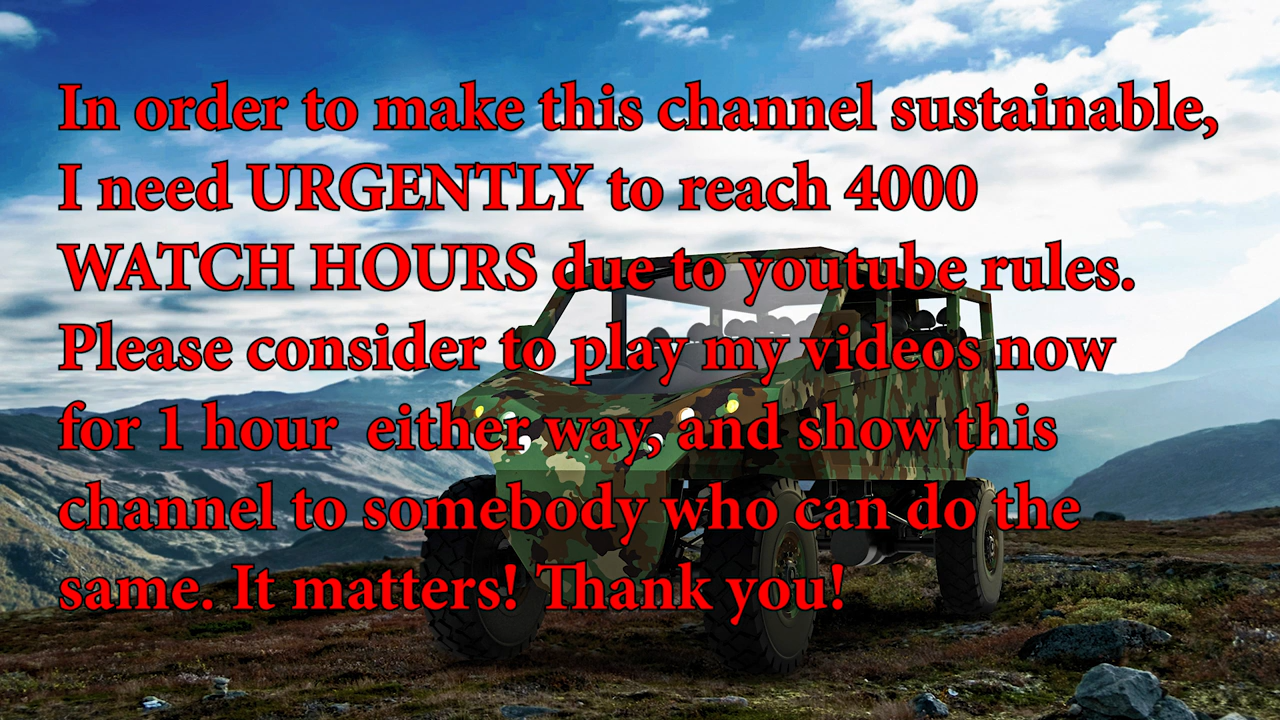 In order to make this channel sustainable,
I need URGENTLY to reach 4000
WATCH HOURS due to youtube rules.
Please consider to play my videos now
for 1 hour  either way, and show this
channel to somebody who can do the
same. It matters! Thank you!